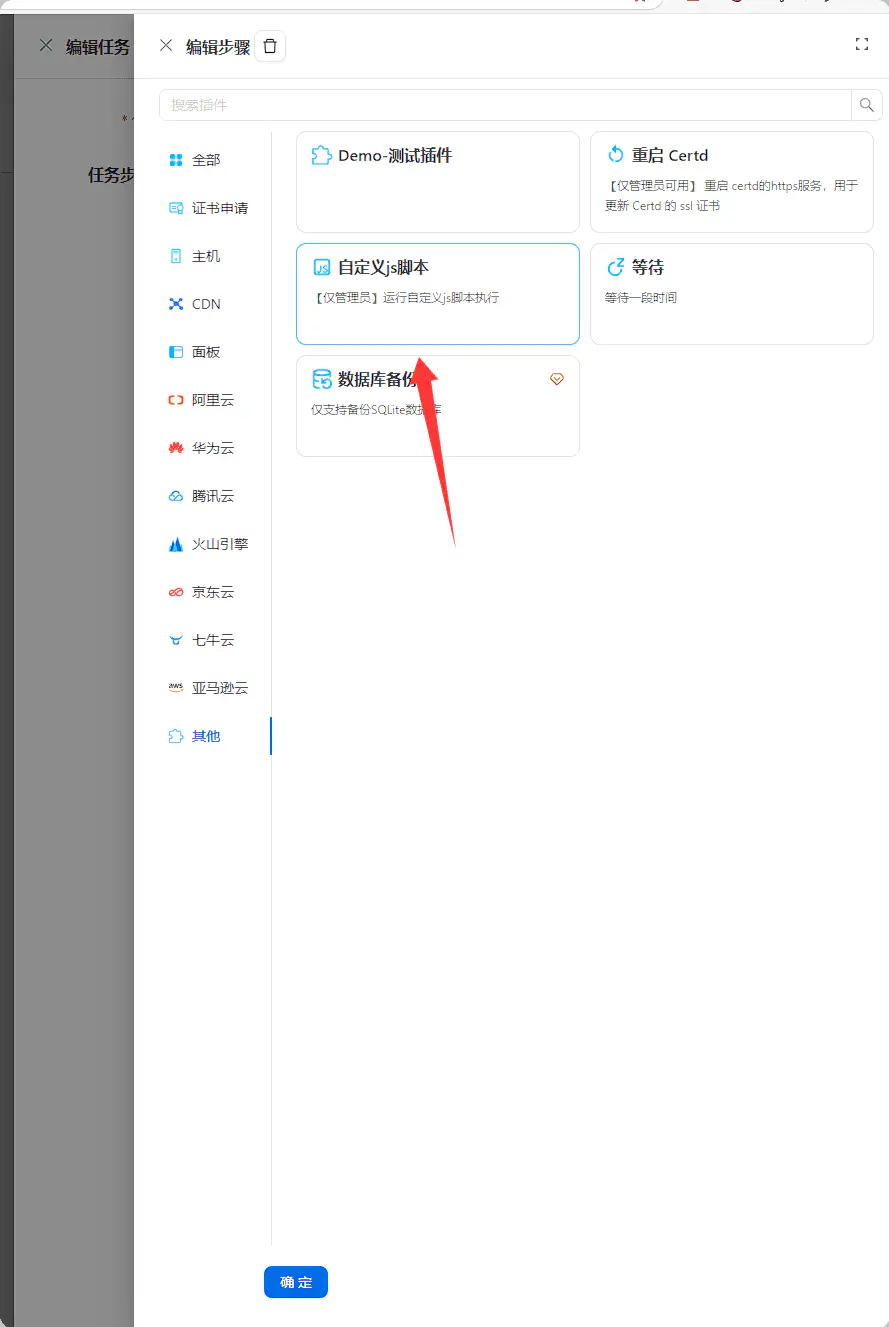 编辑任务
编辑步骤
*
任务步
搜索插件
全部
证书申请
主机
CDN
面板
阿里云
华为云
腾讯云
火山引擎
京东云
七牛云
aws 亚马逊云
其他
Demo-测试插件
重启 Certd
【仅管理员可用】 重启 certd的https服务，用于
更新 Certd 的 ssl 证书
JS 自定义js脚本
【仅管理员】运行自定义js脚本执行
等待
等待一段时间
数据库备份
仅支持备份SQLite数据库
确 定